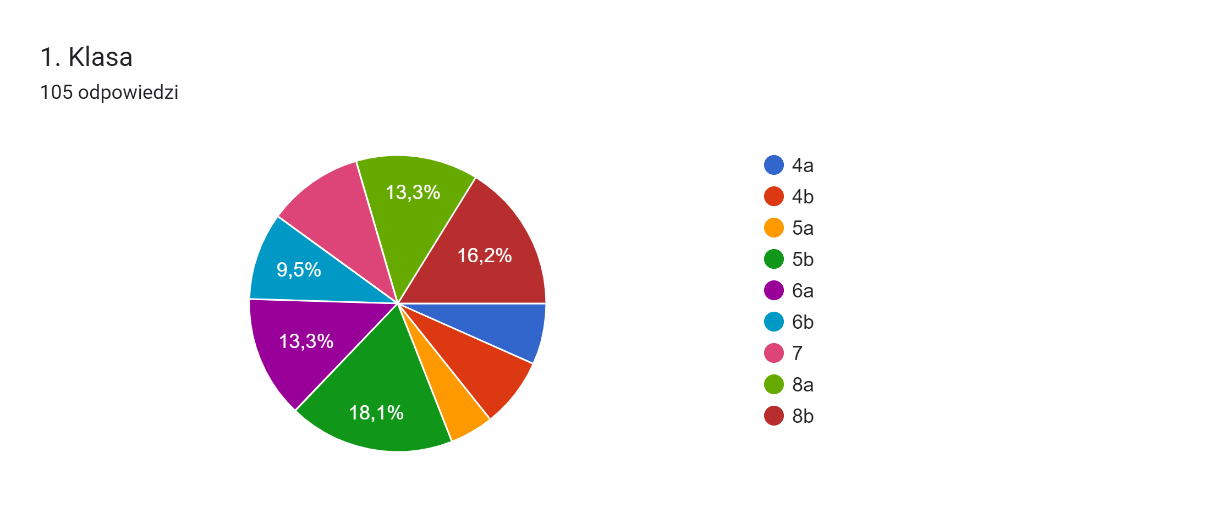 1. Klasa
105 odpowiedzi
13,3%
16,2%
9,5%
13,3%
18,1%
4a
4b
5a
5b
6a
6b
7
8a
8b